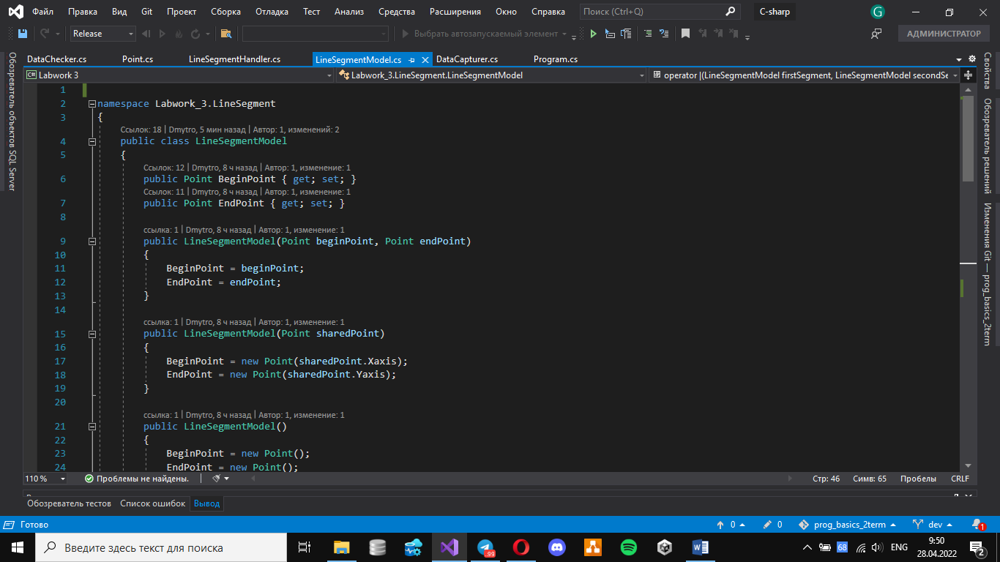 Файл Правка Вид Git Проект Сборка Отладка Тест Анализ Средства Расширения Окно Справка Поиск (Ctrl+Q) C-sharp G
Release Выбрать автозапускаемый элемент АДМИНИСТРАТОР
DataChecker.cs Point.cs LineSegmentHandler.cs LineSegmentModel.cs DataCapturer.cs Program.cs
C# Labwork 3 Labwork_3.LineSegment.LineSegmentModel operator |(LineSegmentModel firstSegment, LineSegmentModel secondSe
Обозреватель объектов SQL Server
1
2 namespace Labwork_3.LineSegment
3 {
Ссылок: 18 | Dmytro, 5 мин назад | Автор: 1, изменений: 2
4 public class LineSegmentModel
5 {
Ссылок: 12 | Dmytro, 8 ч назад | Автор: 1, изменение: 1
6 public Point BeginPoint { get; set; }
Ссылок: 11 | Dmytro, 8 ч назад | Автор: 1, изменение: 1
7 public Point EndPoint { get; set; }
8
ссылка: 1 | Dmytro, 8 ч назад | Автор: 1, изменение: 1
9 public LineSegmentModel(Point beginPoint, Point endPoint)
10 {
11 BeginPoint = beginPoint;
12 EndPoint = endPoint;
13 }
14
ссылка: 1 | Dmytro, 8 ч назад | Автор: 1, изменение: 1
15 public LineSegmentModel(Point sharedPoint)
16 {
17 BeginPoint = new Point(sharedPoint.Xaxis);
18 EndPoint = new Point(sharedPoint.Yaxis);
19 }
20
ссылка: 1 | Dmytro, 8 ч назад | Автор: 1, изменение: 1
21 public LineSegmentModel()
22 {
23 BeginPoint = new Point();
24 EndPoint = new Point();
Свойства
Обозреватель решений
Изменения Git — prog_basics_2term
110 % Проблемы не найдены. Стр: 46 Симв: 65 Пробелы CRLF
Обозреватель тестов Список ошибок Вывод
Готово 0 0 prog_basics_2term dev 1
Введите здесь текст для поиска 99 68 ENG 9:50
28.04.2022 2